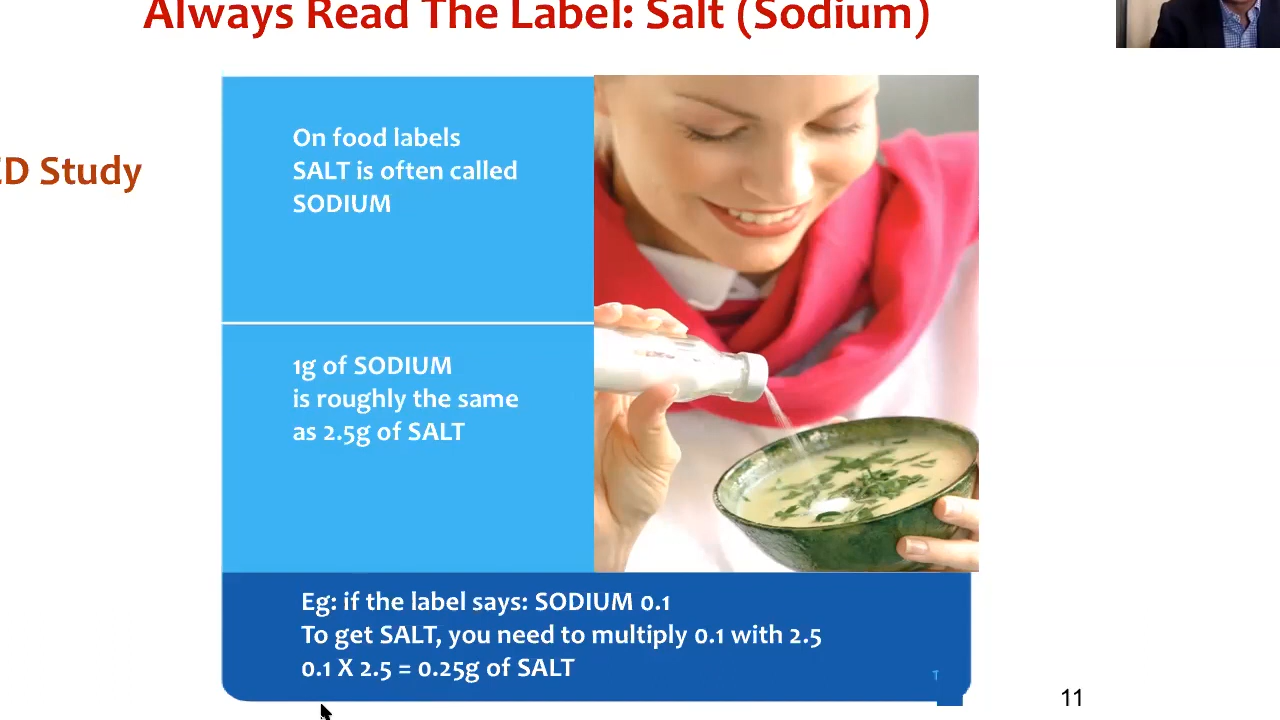 Always Read The Label: Salt (Sodium)
Study
On food labels
SALT is often called
SODIUM
1g of SODIUM
is roughly the same
as 2.5g of SALT
Eg: if the label says: SODIUM 0.1
To get SALT, you need to multiply 0.1 with 2.5
0.1 X 2.5 = 0.25g of SALT
T
11